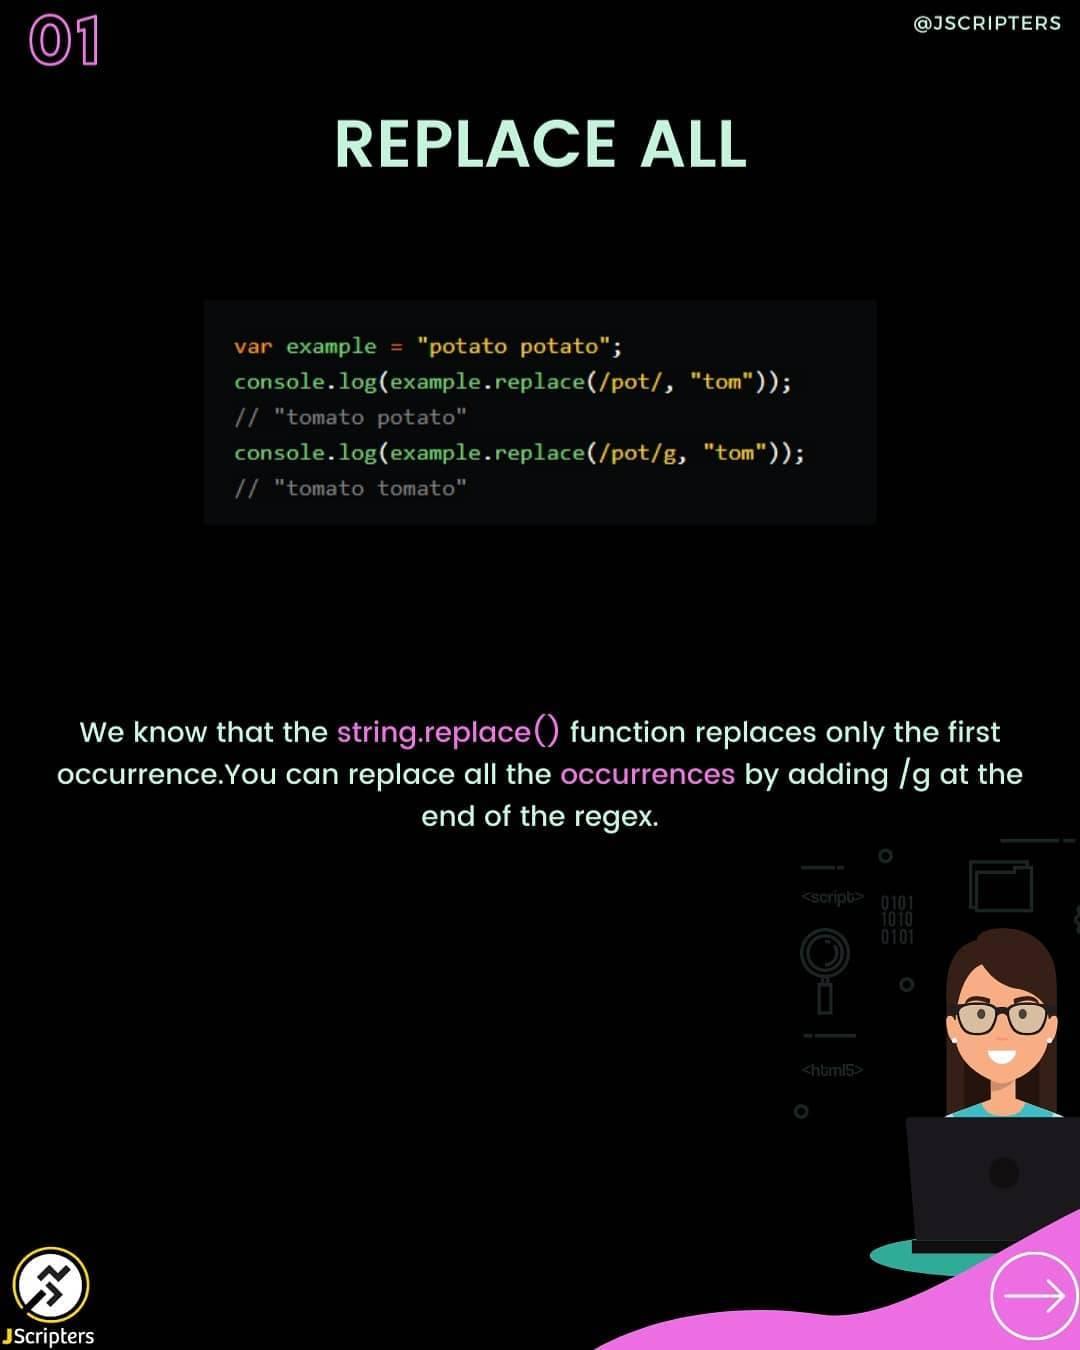 01
@JSCRIPTERS
REPLACE ALL
var example = "potato potato";
console.log(example.replace(/pot/, "tom"));
// "tomato potato"
console.log(example.replace(/pot/g, "tom"));
// "tomato tomato"
We know that the string.replace() function replaces only the first
occurrence.You can replace all the occurrences by adding /g at the
end of the regex.
<script>
0101
1010
0101
<html5>
JScripters